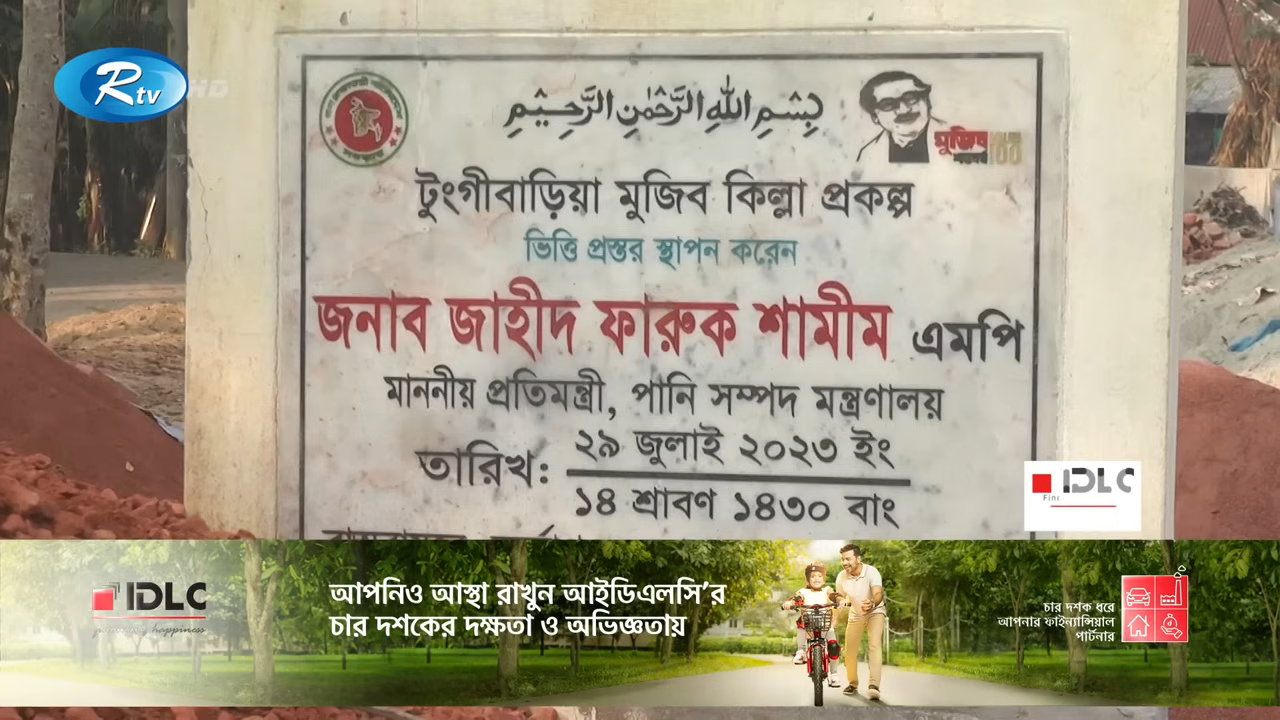 Rtv HD
بِسْمِ اللهِ الرَّحْمٰنِ الرَّحِيْمِ
মুজিব
টুংগীবাড়িয়া মুজিব কিল্লা প্রকল্প
ভিত্তি প্রস্তর স্থাপন করেন
জনাব জাহীদ ফারুক শামীম এমপি
মাননীয় প্রতিমন্ত্রী, পানি সম্পদ মন্ত্রণালয়
তারিখ: ২৯ জুলাই ২০২৩ ইং
১৪ শ্রাবণ ১৪৩০ বাং
IDLC
IDLC
আপনিও আস্থা রাখুন আইডিএলসি’র
চার দশকের দক্ষতা ও অভিজ্ঞতায়
চার দশক ধরে
আপনার ফাইন্যান্সিয়াল
পার্টনার